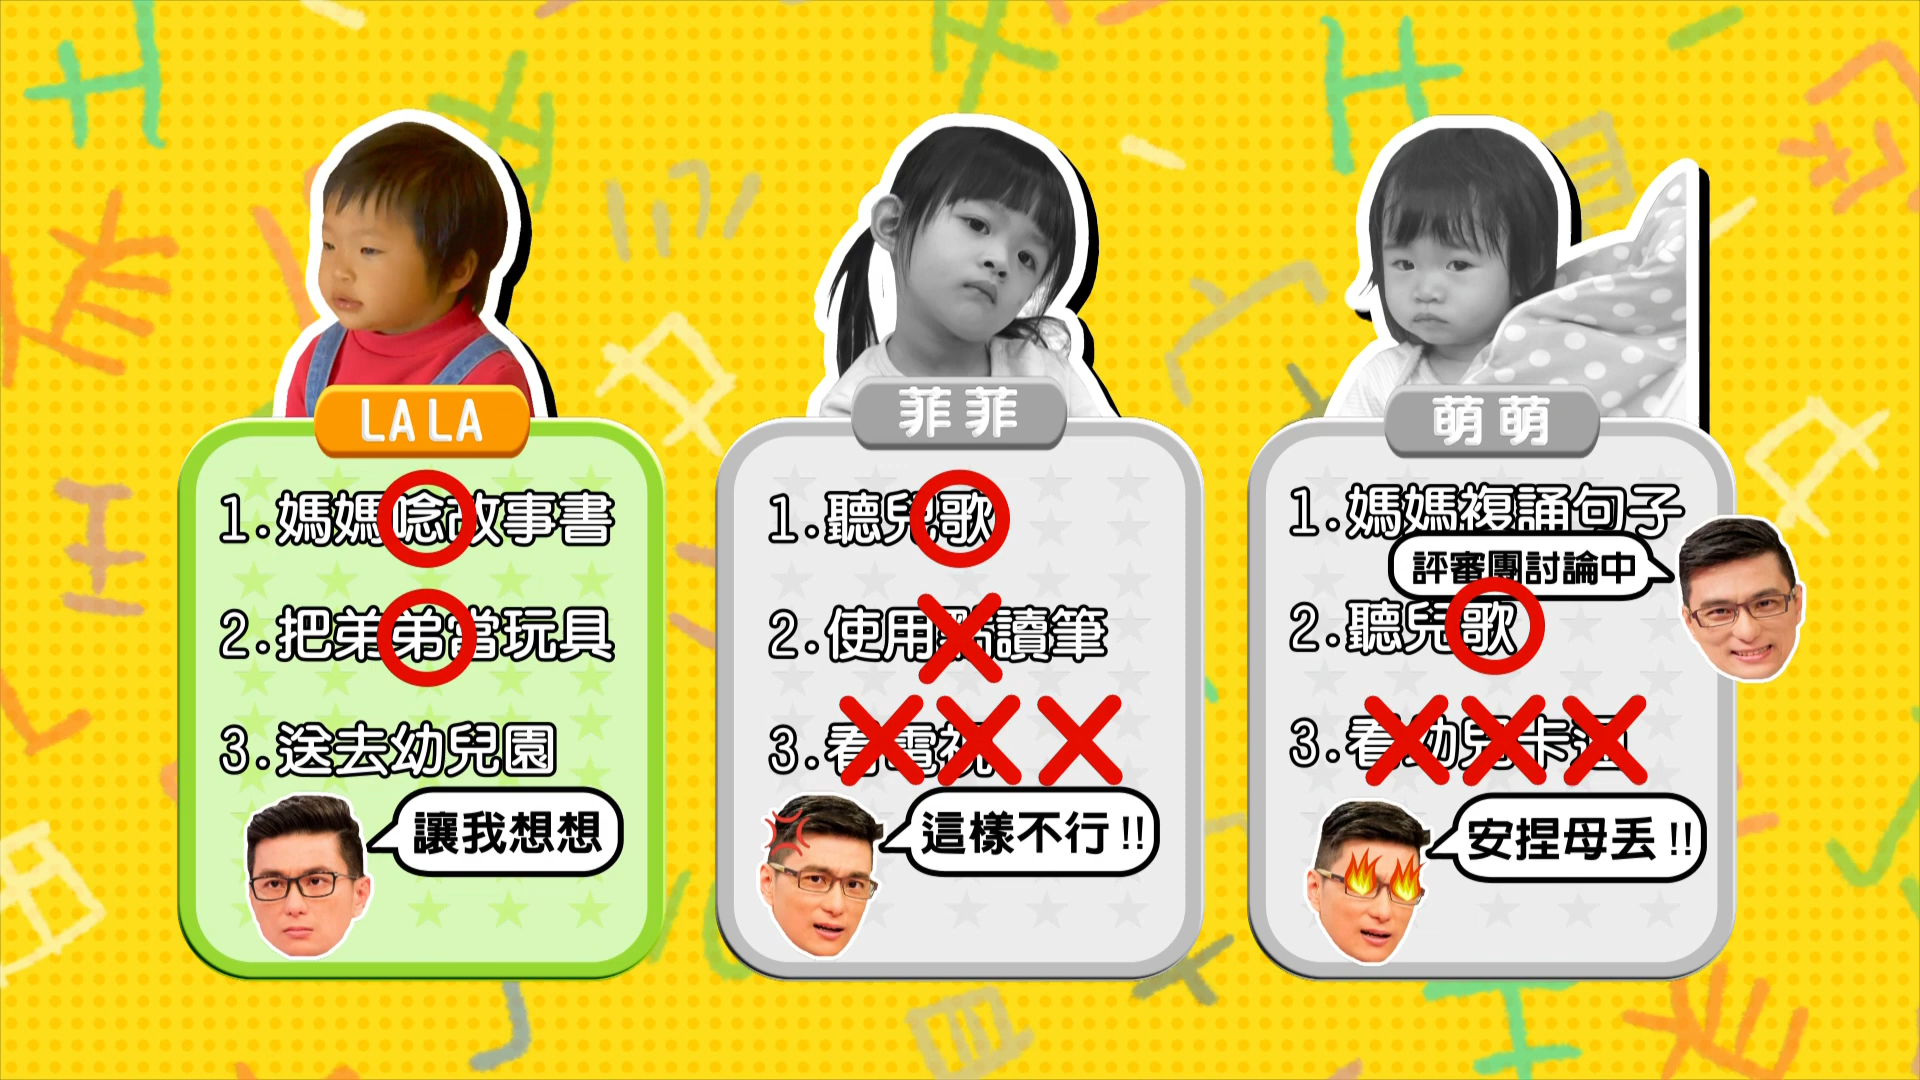 LALA
1.媽媽唸故事書
2.把弟弟當玩具
3.送去幼兒園
讓我想想
菲菲
1.聽兒歌
2.使用點讀筆
3.看電視
這樣不行!!
萌萌
1.媽媽複誦句子
評審團討論中
2.聽兒歌
3.看幼兒卡通
安捏母丟!!